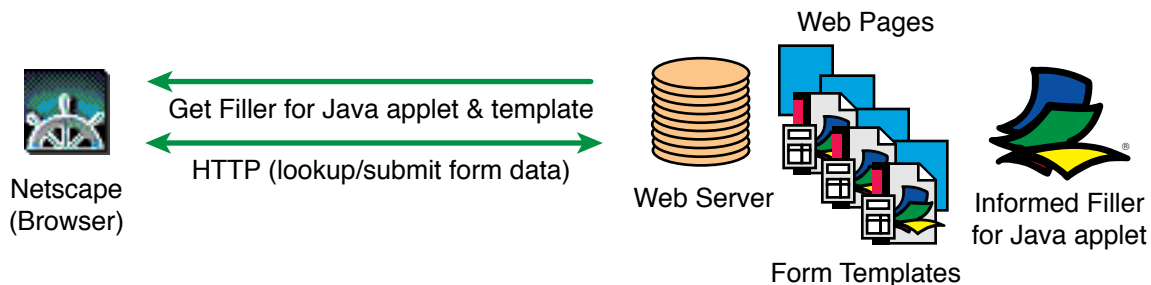 Web Pages
Get Filler for Java applet & template
HTTP (lookup/submit form data)
Netscape
(Browser)
Web Server
Informed Filler
for Java applet
®
Form Templates